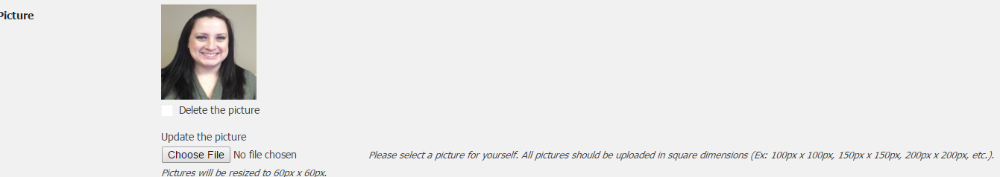 Picture
Delete the picture
Update the picture
Choose File No file chosen Please select a picture for yourself. All pictures should be uploaded in square dimensions (Ex: 100px x 100px, 150px x 150px, 200px x 200px, etc.).
Pictures will be resized to 60px x 60px.